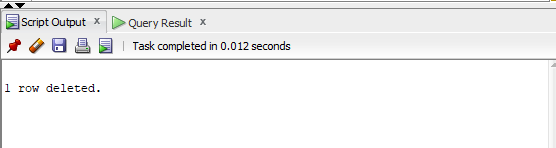 Script Output x Query Result x
Task completed in 0.012 seconds
1 row deleted.